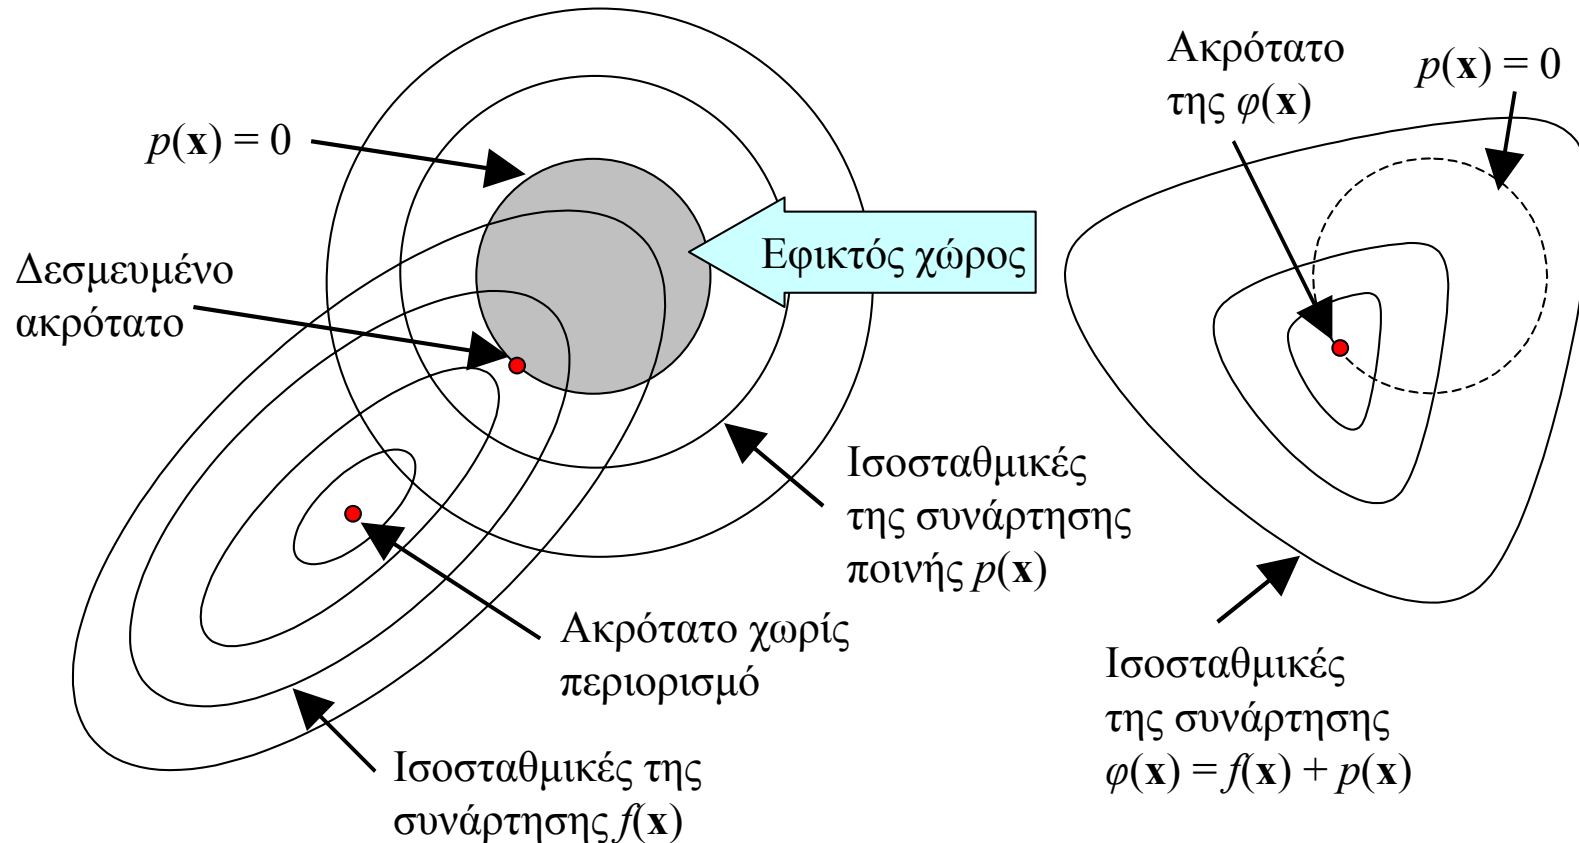 p(x) = 0
Δεσμευμένο
ακρότατο
Εφικτός χώρος
Ισοσταθμικές
της συνάρτησης
ποινής p(x)
Ακρότατο χωρίς
περιορισμό
Ισοσταθμικές της
συνάρτησης f(x)
Ακρότατο
της φ(x)
p(x) = 0
Ισοσταθμικές
της συνάρτησης
φ(x) = f(x) + p(x)